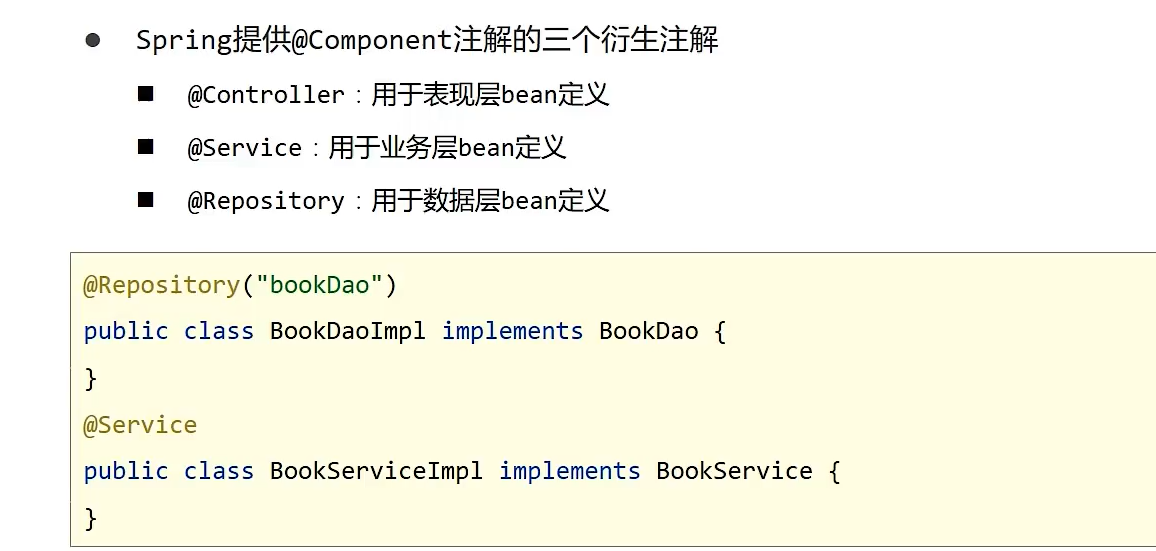 ● Spring提供@Component注解的三个衍生注解
■ @Controller：用于表现层bean定义
■ @Service：用于业务层bean定义
■ @Repository：用于数据层bean定义
@Repository("bookDao")
public class BookDaoImpl implements BookDao {
}
@Service
public class BookServiceImpl implements BookService {
}